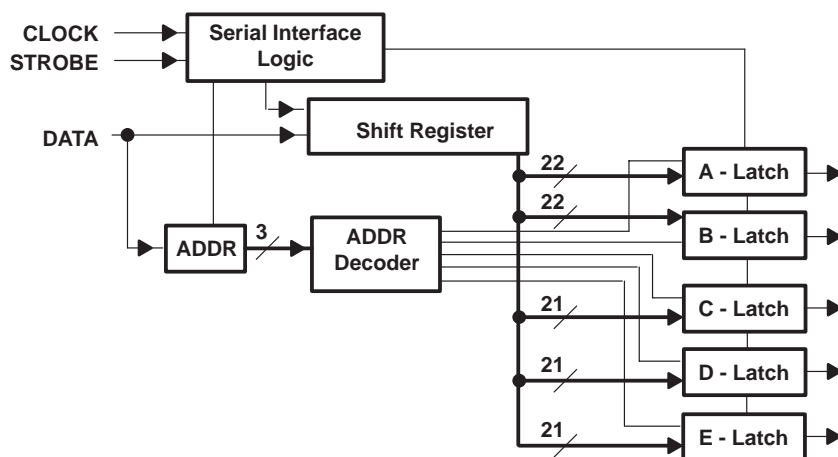 CLOCK
STROBE
Serial Interface
Logic
Shift Register
DATA
22
A - Latch
22
B - Latch
ADDR
3
ADDR
Decoder
21
C - Latch
21
D - Latch
21
E - Latch